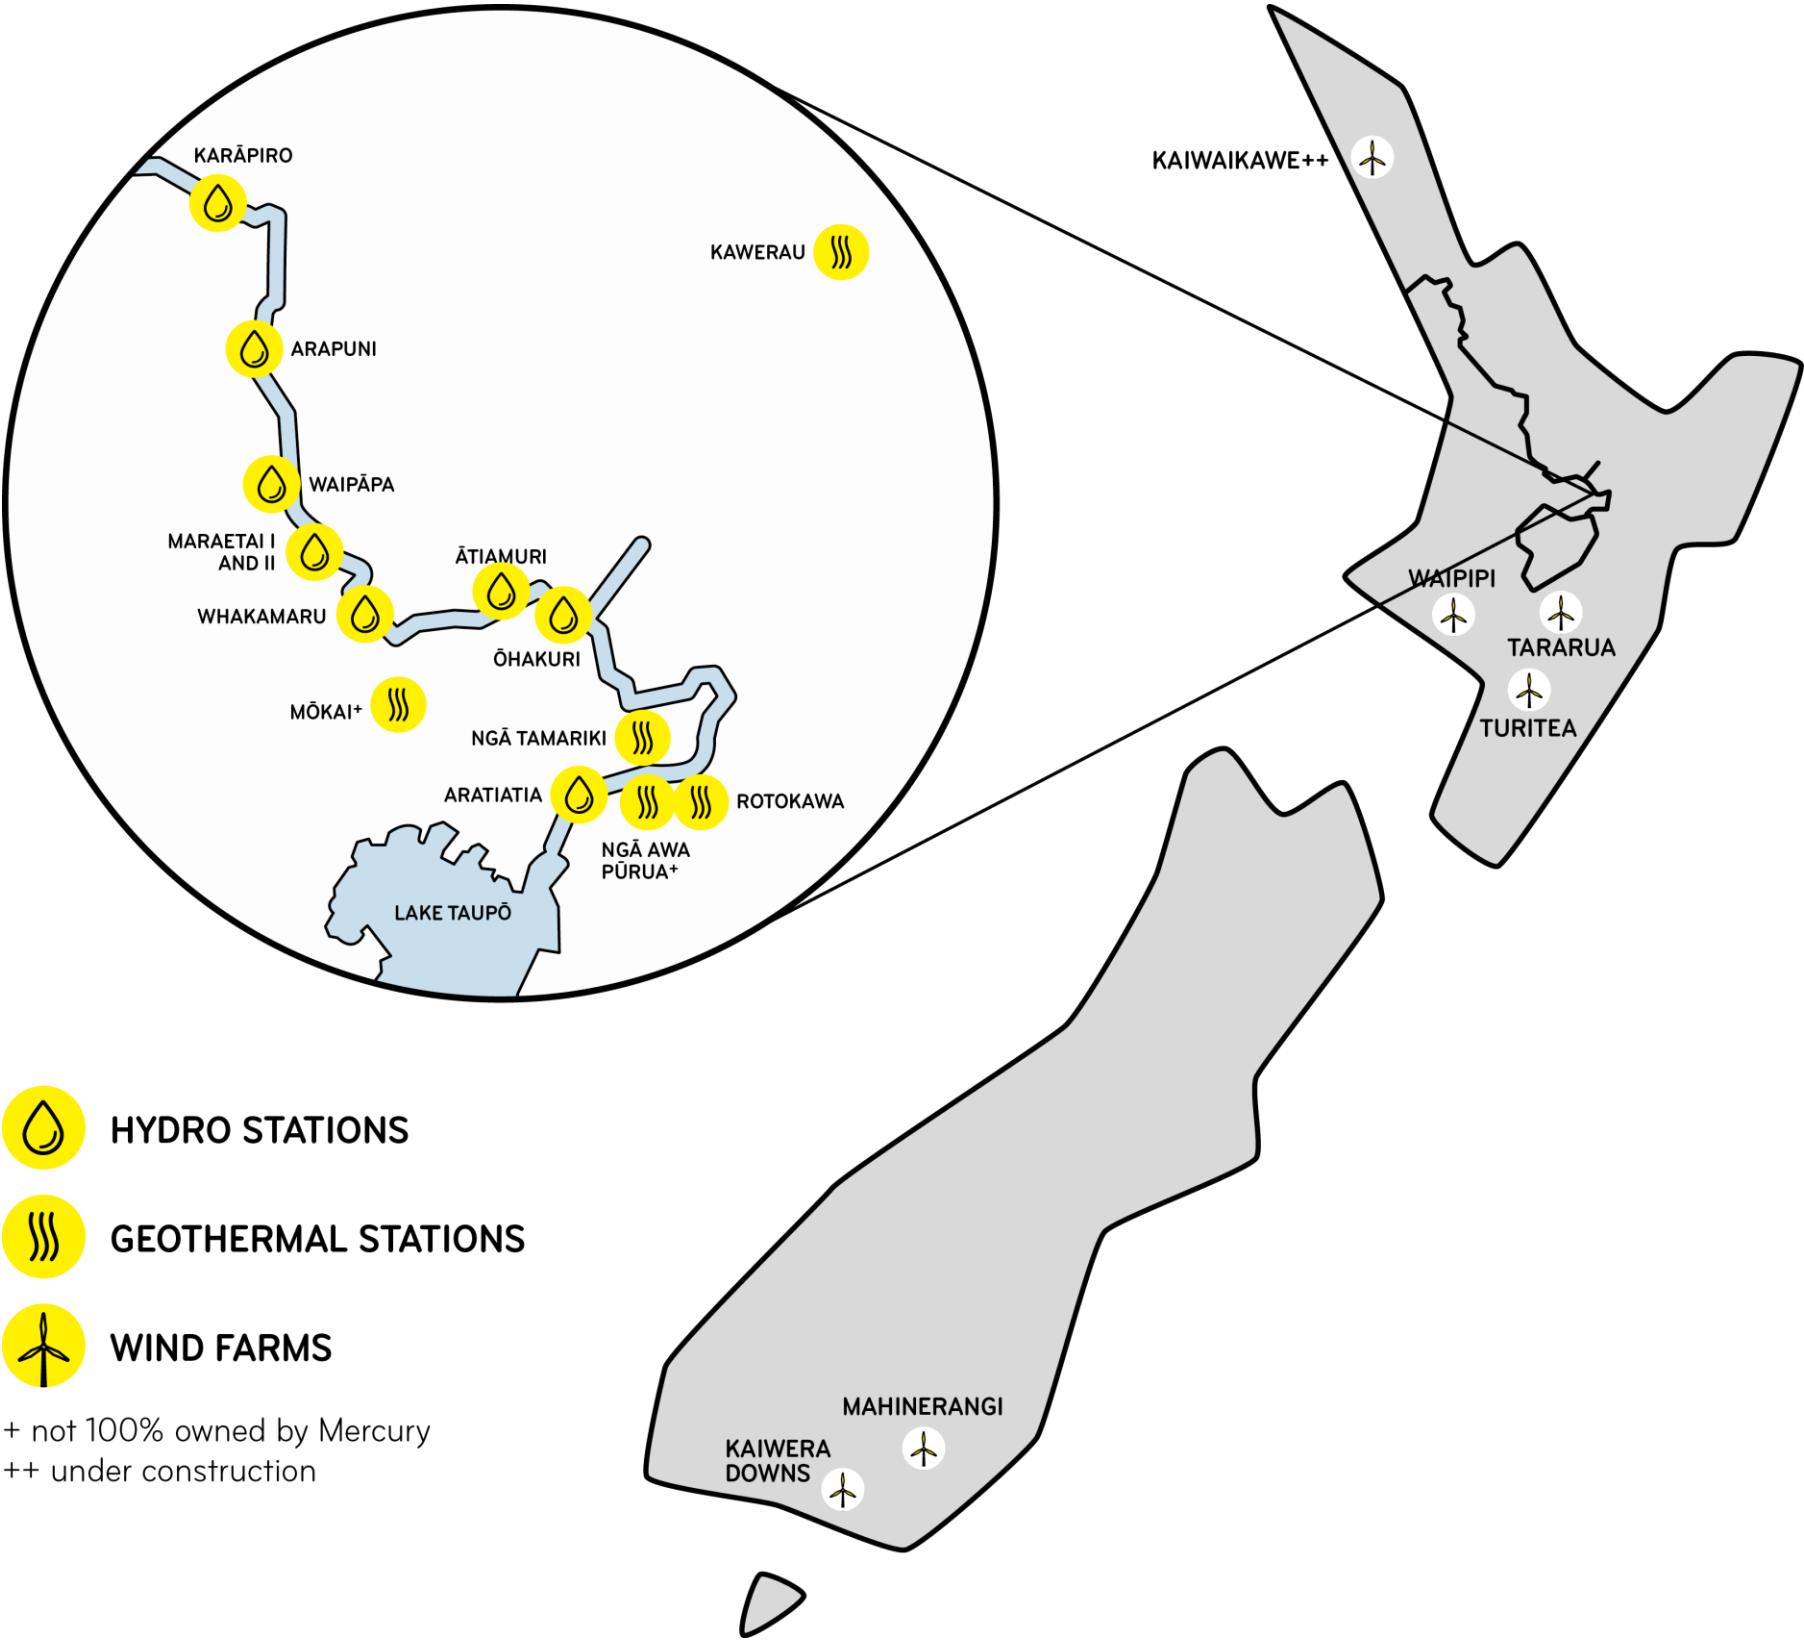 KARĀPIRO
KAWERAU
ARAPUNI
WAIPĀPA
MARAETAI I
AND II
WHAKAMARU
ĀTIAMURI
ŌHAKURI
MŌKAI+
NGĀ TAMARIKI
ARATIATIA
ROTOKAWA
NGĀ AWA
PŪRUA+
LAKE TAUPŌ
KAIWAIKAWE++
WAIPIPI
TARARUA
TURITEA
MAHINERANGI
KAIWERA
DOWNS
HYDRO STATIONS
GEOTHERMAL STATIONS
WIND FARMS
+ not 100% owned by Mercury
++ under construction